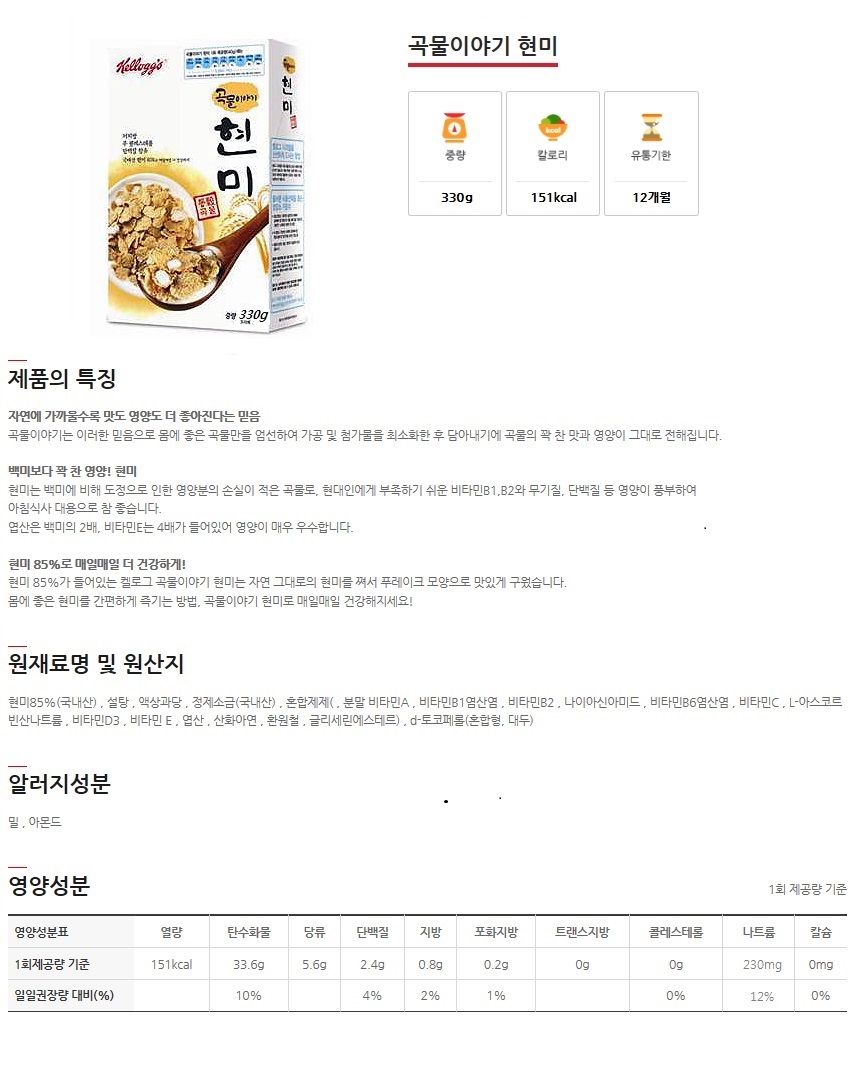 곡물이야기 현미
Kellogg's
곡물이야기
현미
저지방
무 콜레스테롤
중량 330g
현미
중량
칼로리
유통기한
330g
151kcal
12개월
제품의 특징
자연에 가까울수록 맛도 영양도 더 좋아진다는 믿음
곡물이야기는 이러한 믿음으로 몸에 좋은 곡물만을 엄선하여 가공 및 첨가물을 최소화한 후 담아내기에 곡물의 꽉 찬 맛과 영양이 그대로 전해집니다.
백미보다 꽉 찬 영양! 현미
현미는 백미에 비해 도정으로 인한 영양분의 손실이 적은 곡물로, 현대인에게 부족하기 쉬운 비타민B1,B2와 무기질, 단백질 등 영양이 풍부하여
아침식사 대용으로 참 좋습니다.
엽산은 백미의 2배, 비타민E는 4배가 들어있어 영양이 매우 우수합니다.
현미 85%로 매일매일 더 건강하게!
현미 85%가 들어있는 켈로그 곡물이야기 현미는 자연 그대로의 현미를 쪄서 푸레이크 모양으로 맛있게 구웠습니다.
몸에 좋은 현미를 간편하게 즉기는 방법, 곡물이야기 현미로 매일매일 건강해지세요!
원재료명 및 원산지
현미85%(국내산) , 설탕 , 액상과당 , 정제소금(국내산) , 혼합제제( , 분말 비타민A , 비타민B1염산염 , 비타민B2 , 나이아신아미드 , 비타민B6염산염 , 비타민C , L-아스코르
빈산나트륨 , 비타민D3 , 비타민 E , 엽산 , 산화아연 , 환원철 , 글리세린에스테르) , d-토코페롤(혼합형, 대두)
알러지성분
밀 , 아몬드
영양성분
1회 제공량 기준
영양성분표 열량 탄수화물 당류 단백질 지방 포화지방 트랜스지방 콜레스테롤 나트륨 칼슘
1회제공량 기준 151kcal 33.6g 5.6g 2.4g 0.8g 0.2g 0g 0g 230mg 0mg
일일권장량 대비(%) 10% 4% 2% 1% 0% 12% 0%